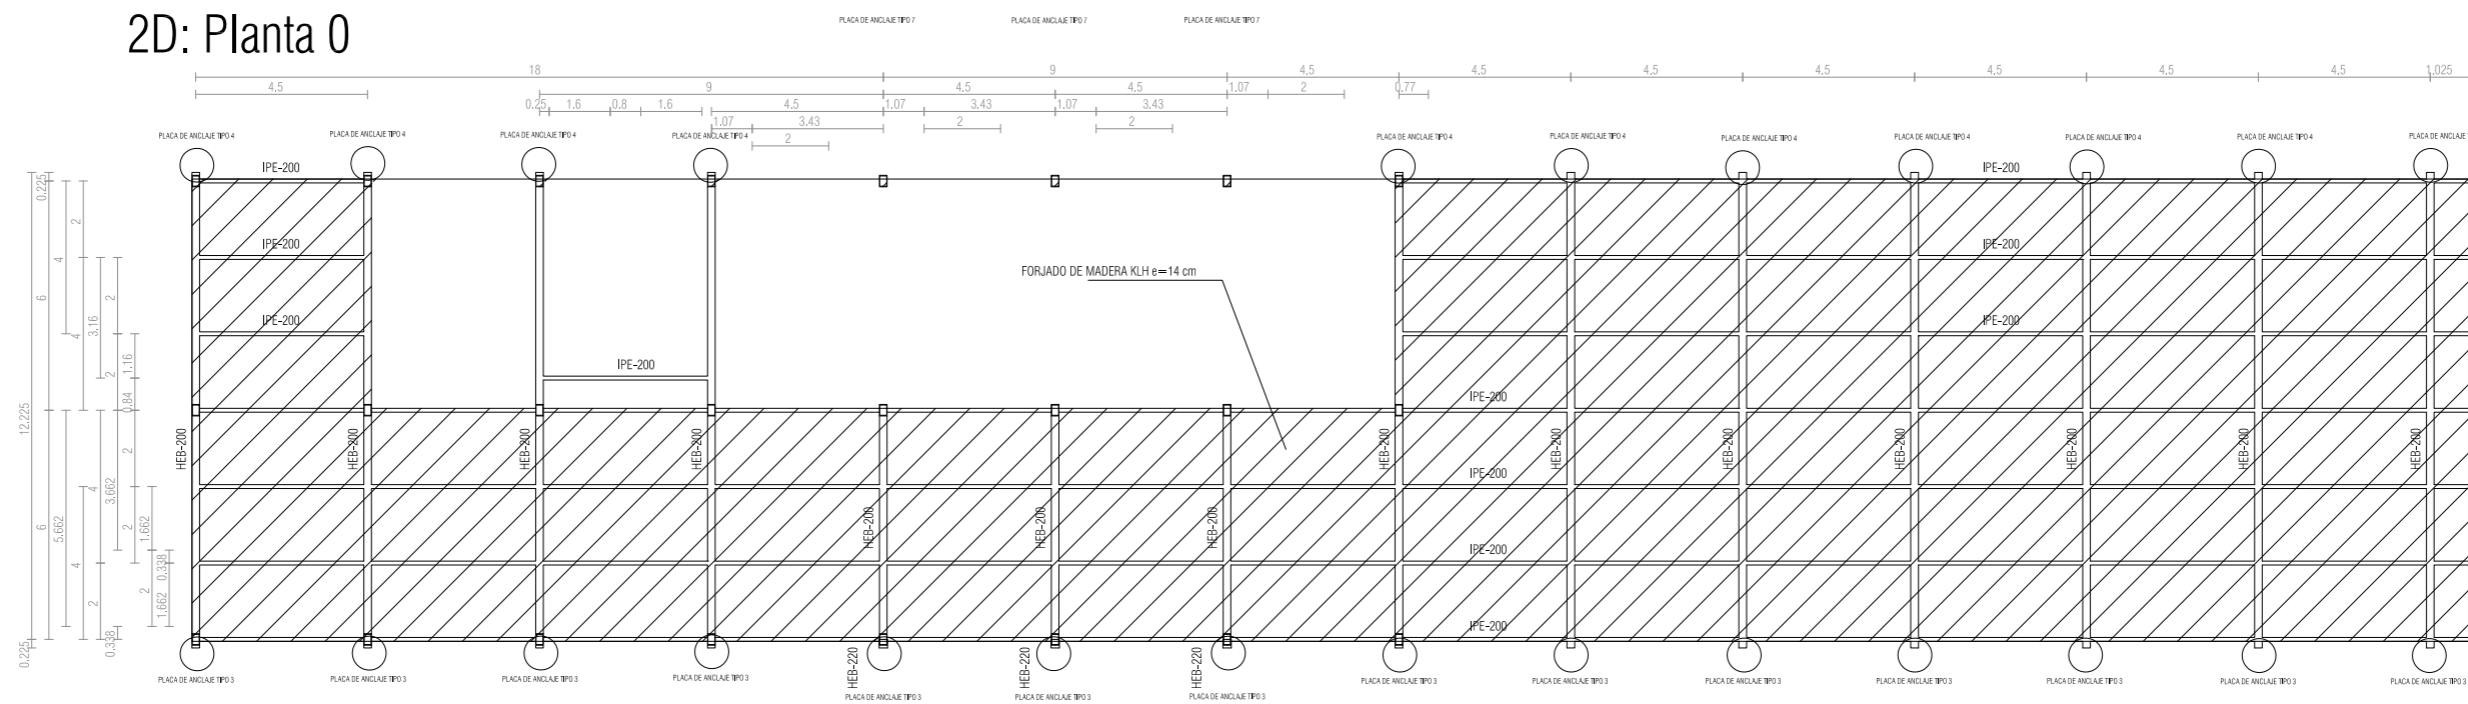 2D: Planta 0
PLACA DE ANCLAJE TIPO 7
PLACA DE ANCLAJE TIPO 7
PLACA DE ANCLAJE TIPO 7
18
9
4.5
4.5
4.5
4.5
4.5
4.5
4.5
1.025
4.5
9
4.5
4.5
1.07
2
0.77
0.25
1.6
0.8
1.6
4.5
1.07
3.43
1.07
3.43
1.07
3.43
2
2
2
PLACA DE ANCLAJE TIPO 4
PLACA DE ANCLAJE TIPO 4
PLACA DE ANCLAJE TIPO 4
PLACA DE ANCLAJE TIPO 4
PLACA DE ANCLAJE TIPO 4
PLACA DE ANCLAJE TIPO 4
PLACA DE ANCLAJE TIPO 4
PLACA DE ANCLAJE TIPO 4
PLACA DE ANCLAJE TIPO 4
PLACA DE ANCLAJE TIPO 4
PLACA DE ANCLAJE T
IPE-200
IPE-200
IPE-200
IPE-200
IPE-200
IPE-200
FORJADO DE MADERA KLH e=14 cm
IPE-200
IPE-200
IPE-200
IPE-200
IPE-200
IPE-200
12.225
0.225
0.225
6
6
4
5.662
2
4
4
4
2
3.16
3.662
0.338
2
2
1.16
0.84
2
2
1.662
2
0.338
1.662
HEB-200
HEB-200
HEB-200
HEB-200
HEB-200
HEB-200
HEB-200
HEB-200
HEB-200
HEB-200
HEB-200
HEB-200
HEB-200
HEB-200
HEB-220
HEB-220
HEB-220
PLACA DE ANCLAJE TIPO 3
PLACA DE ANCLAJE TIPO 3
PLACA DE ANCLAJE TIPO 3
PLACA DE ANCLAJE TIPO 3
PLACA DE ANCLAJE TIPO 3
PLACA DE ANCLAJE TIPO 3
PLACA DE ANCLAJE TIPO 3
PLACA DE ANCLAJE TIPO 3
PLACA DE ANCLAJE TIPO 3
PLACA DE ANCLAJE TIPO 3
PLACA DE ANCLAJE TIPO 3
PLACA DE ANCLAJE TIPO 3
PLACA DE ANCLAJE TIPO 3
PLACA DE ANCLAJE TIPO 3